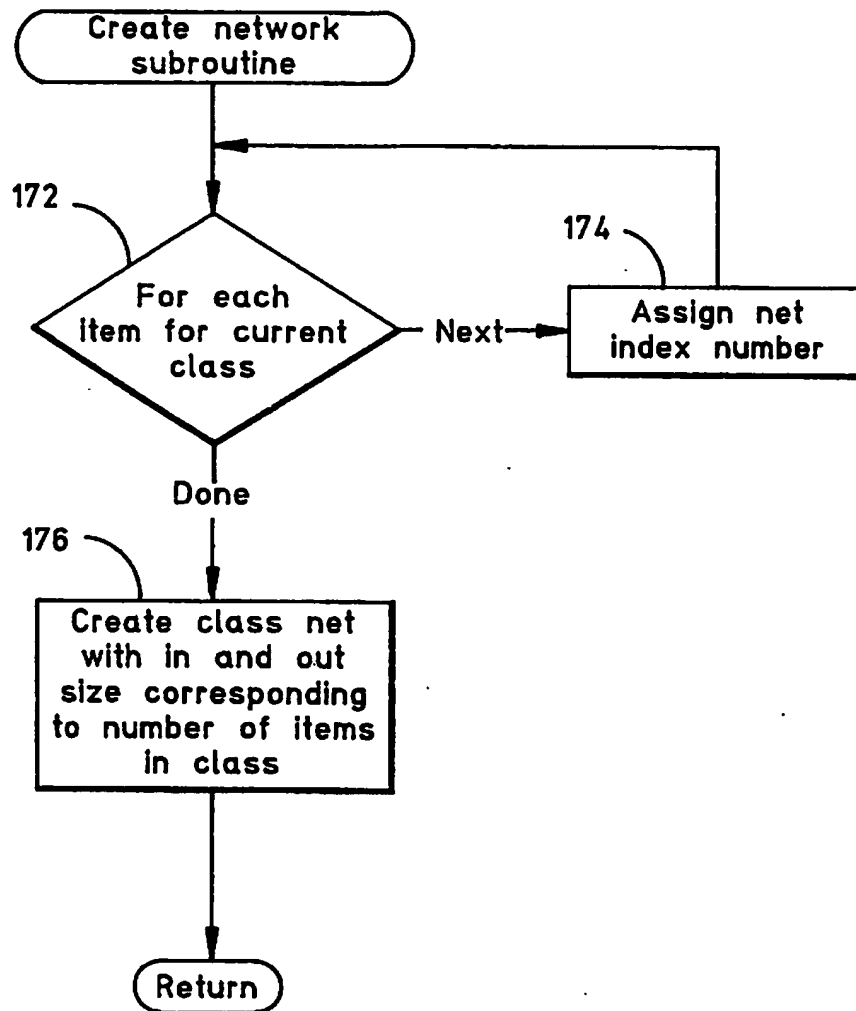 Create network
subroutine
172
For each
item for current
class
Next
174
Assign net
index number
Done
176
Create class net
with in and out
size corresponding
to number of items
in class
Return